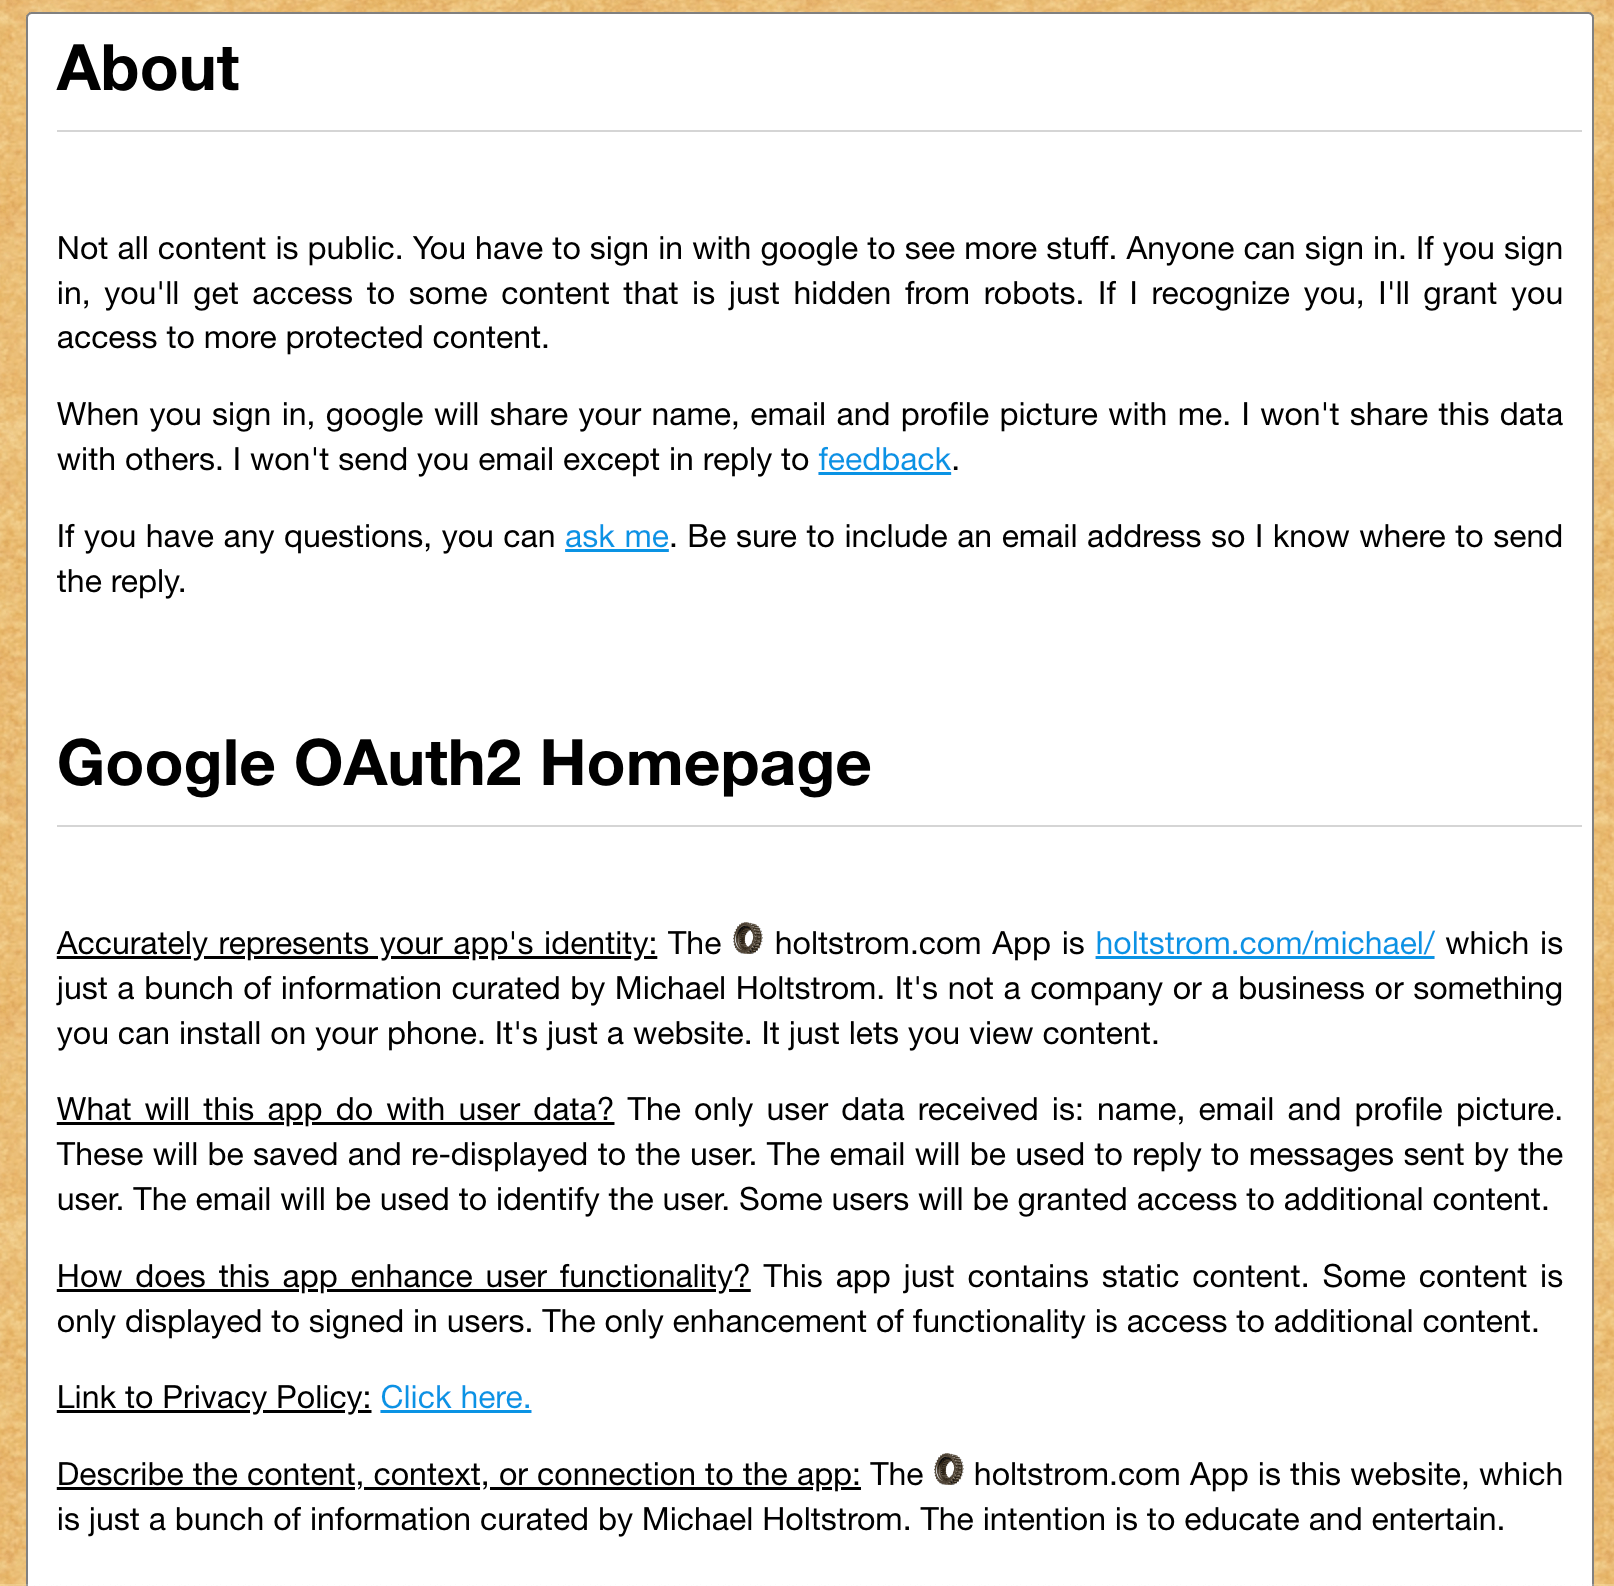 About
Not all content is public. You have to sign in with google to see more stuff. Anyone can sign in. If you sign
in, you'll get access to some content that is just hidden from robots. If I recognize you, I'll grant you
access to more protected content.
When you sign in, google will share your name, email and profile picture with me. I won't share this data
with others. I won't send you email except in reply to feedback.
If you have any questions, you can ask me. Be sure to include an email address so I know where to send
the reply.
Google OAuth2 Homepage
Accurately represents your app's identity: The holtstrom.com App is holtstrom.com/michael/ which is
just a bunch of information curated by Michael Holtstrom. It's not a company or a business or something
you can install on your phone. It's just a website. It just lets you view content.
What will this app do with user data? The only user data received is: name, email and profile picture.
These will be saved and re-displayed to the user. The email will be used to reply to messages sent by the
user. The email will be used to identify the user. Some users will be granted access to additional content.
How does this app enhance user functionality? This app just contains static content. Some content is
only displayed to signed in users. The only enhancement of functionality is access to additional content.
Link to Privacy Policy: Click here.
Describe the content, context, or connection to the app: The holtstrom.com App is this website, which
is just a bunch of information curated by Michael Holtstrom. The intention is to educate and entertain.